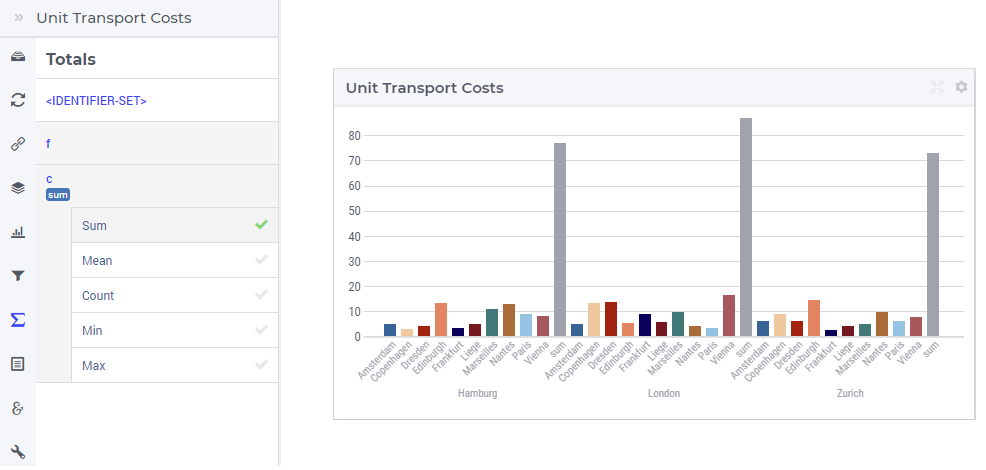 Unit Transport Costs
Totals
<IDENTIFIER-SET>
f
c
sum
Sum
Mean
Count
Min
Max
Unit Transport Costs
80
70
60
50
40
30
20
10
0
Amsterdam Copenhagen Dresden Edinburgh Frankfurt Liege Marseilles Nantes Paris Vienna sum Amsterdam Copenhagen Dresden Edinburgh Frankfurt Liege Marseilles Nantes Paris Vienna sum Amsterdam Copenhagen Dresden Edinburgh Frankfurt Liege Marseilles Nantes Paris Vienna sum
Hamburg London Zurich